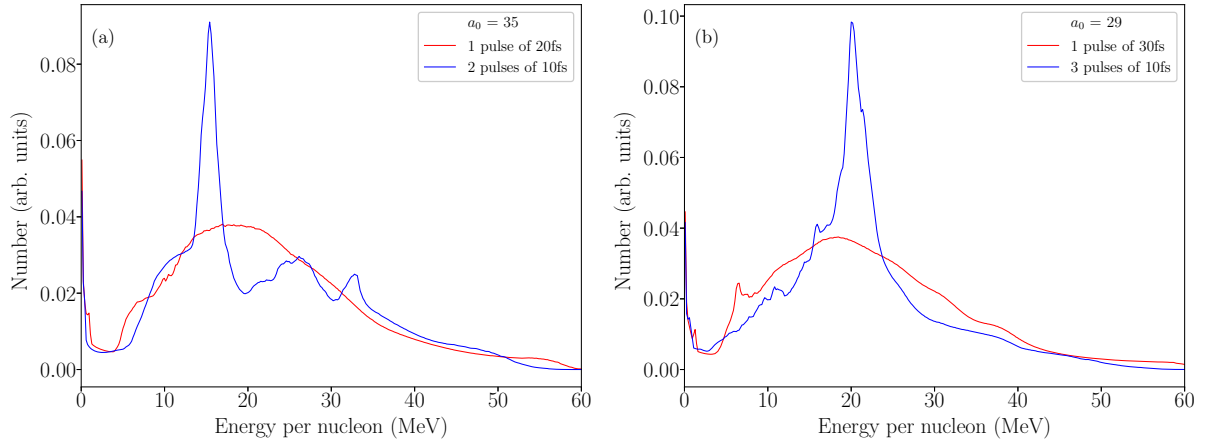 (a)
a₀ = 35
1 pulse of 20fs
2 pulses of 10fs
Number (arb. units)
0.08
0.06
0.04
0.02
0.00
0
10
20
30
40
50
60
Energy per nucleon (MeV)
(b)
a₀ = 29
1 pulse of 30fs
3 pulses of 10fs
Number (arb. units)
0.10
0.08
0.06
0.04
0.02
0.00
0
10
20
30
40
50
60
Energy per nucleon (MeV)